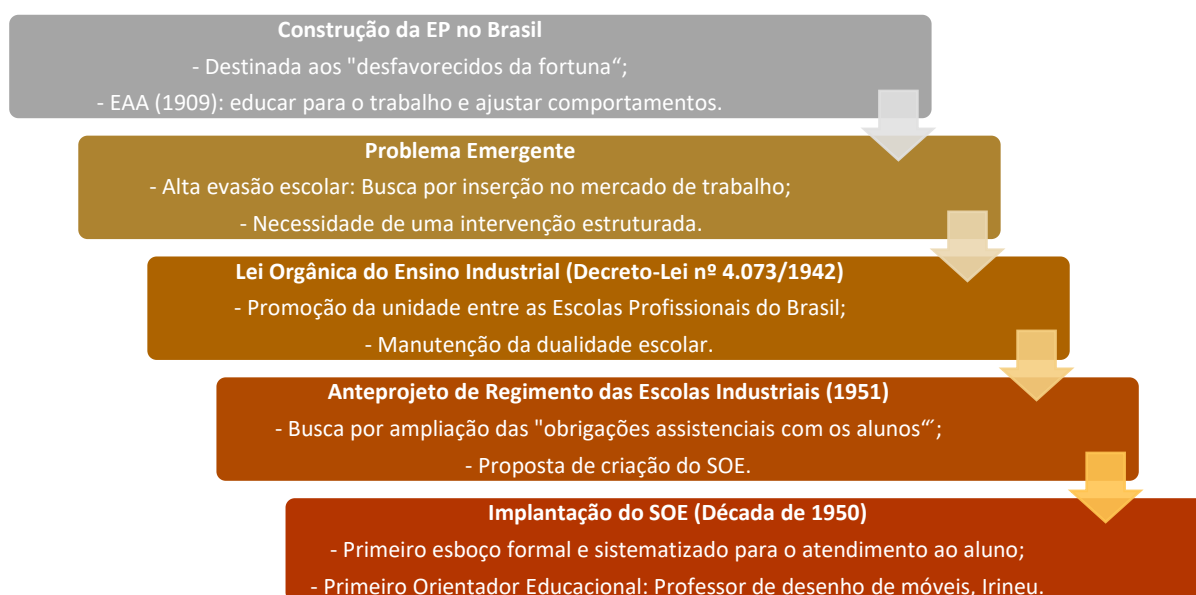 Construção da EP no Brasil
- Destinada aos "desfavorecidos da fortuna“;
- EAA (1909): educar para o trabalho e ajustar comportamentos.
Problema Emergente
- Alta evasão escolar: Busca por inserção no mercado de trabalho;
- Necessidade de uma intervenção estruturada.
Lei Orgânica do Ensino Industrial (Decreto-Lei nº 4.073/1942)
- Promoção da unidade entre as Escolas Profissionais do Brasil;
- Manutenção da dualidade escolar.
Anteprojeto de Regimento das Escolas Industriais (1951)
- Busca por ampliação das "obrigações assistenciais com os alunos“´;
- Proposta de criação do SOE.
Implantação do SOE (Década de 1950)
- Primeiro esboço formal e sistematizado para o atendimento ao aluno;
- Primeiro Orientador Educacional: Professor de desenho de móveis, Irineu.